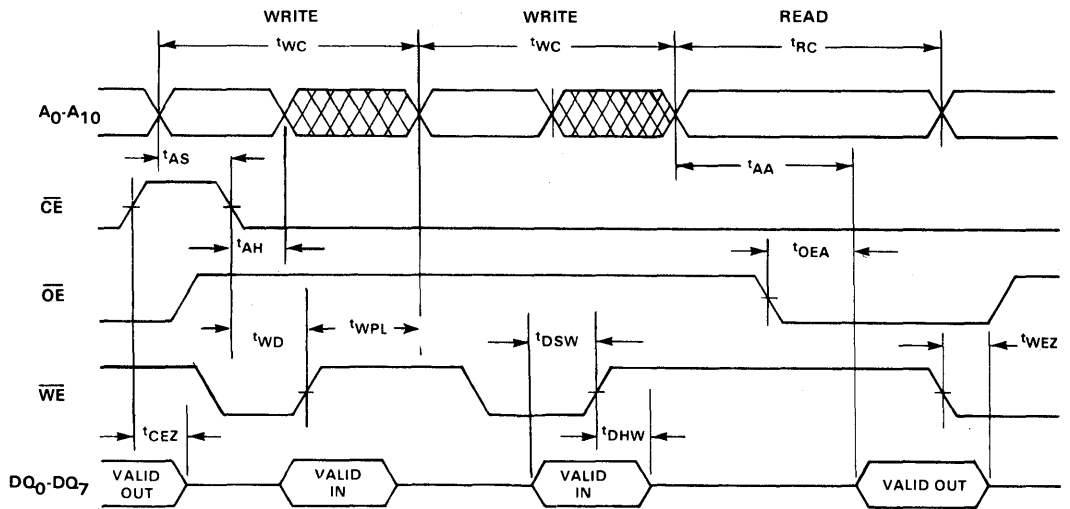 WRITE WRITE READ
tWC tWC tRC
A0-A10
tAS tAA
CE
tAH tOEA
OE
tWD tWPL tDSW tWEZ
WE
tCEZ tDHW
DQ0-DQ7 VALID OUT VALID IN VALID IN VALID OUT